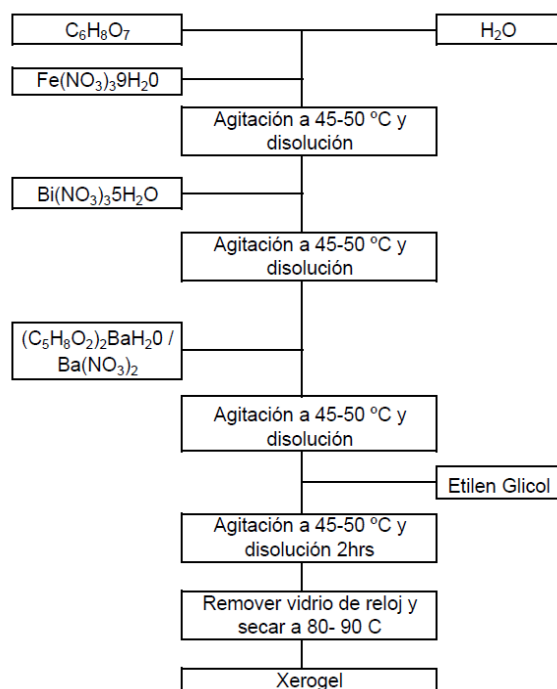 C₆H₈O₇
H₂O
Fe(NO₃)₃9H₂0
Agitación a 45-50 ºC y
disolución
Bi(NO₃)₃5H₂O
Agitación a 45-50 ºC y
disolución
(C₅H₈O₂)₂BaH₂0 /
Ba(NO₃)₂
Agitación a 45-50 ºC y
disolución
Etilen Glicol
Agitación a 45-50 ºC y
disolución 2hrs
Remover vidrio de reloj y
secar a 80- 90 C
Xerogel